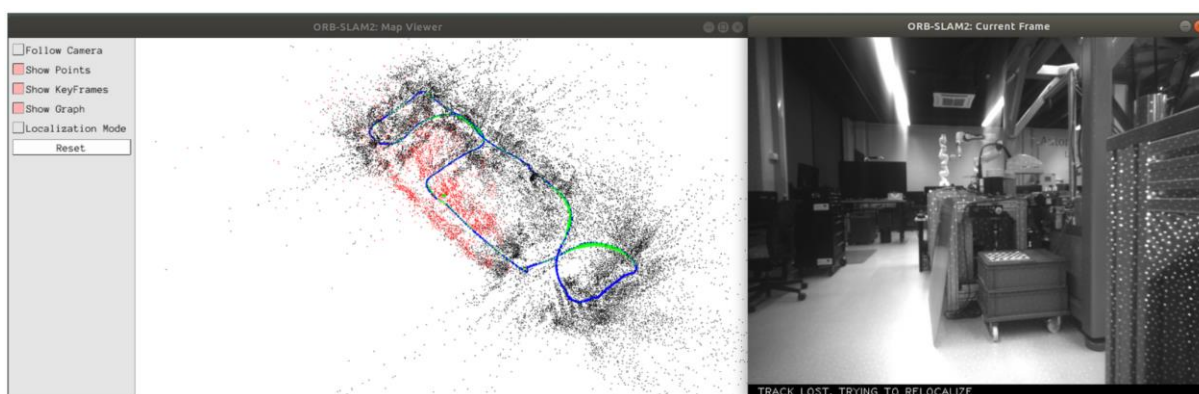 ORB-SLAM2: Map Viewer
Follow Camera
Show Points
Show KeyFrames
Show Graph
Localization Mode
Reset
ORB-SLAM2: Current Frame
TRACK LOST. TRYING TO RELOCALIZE